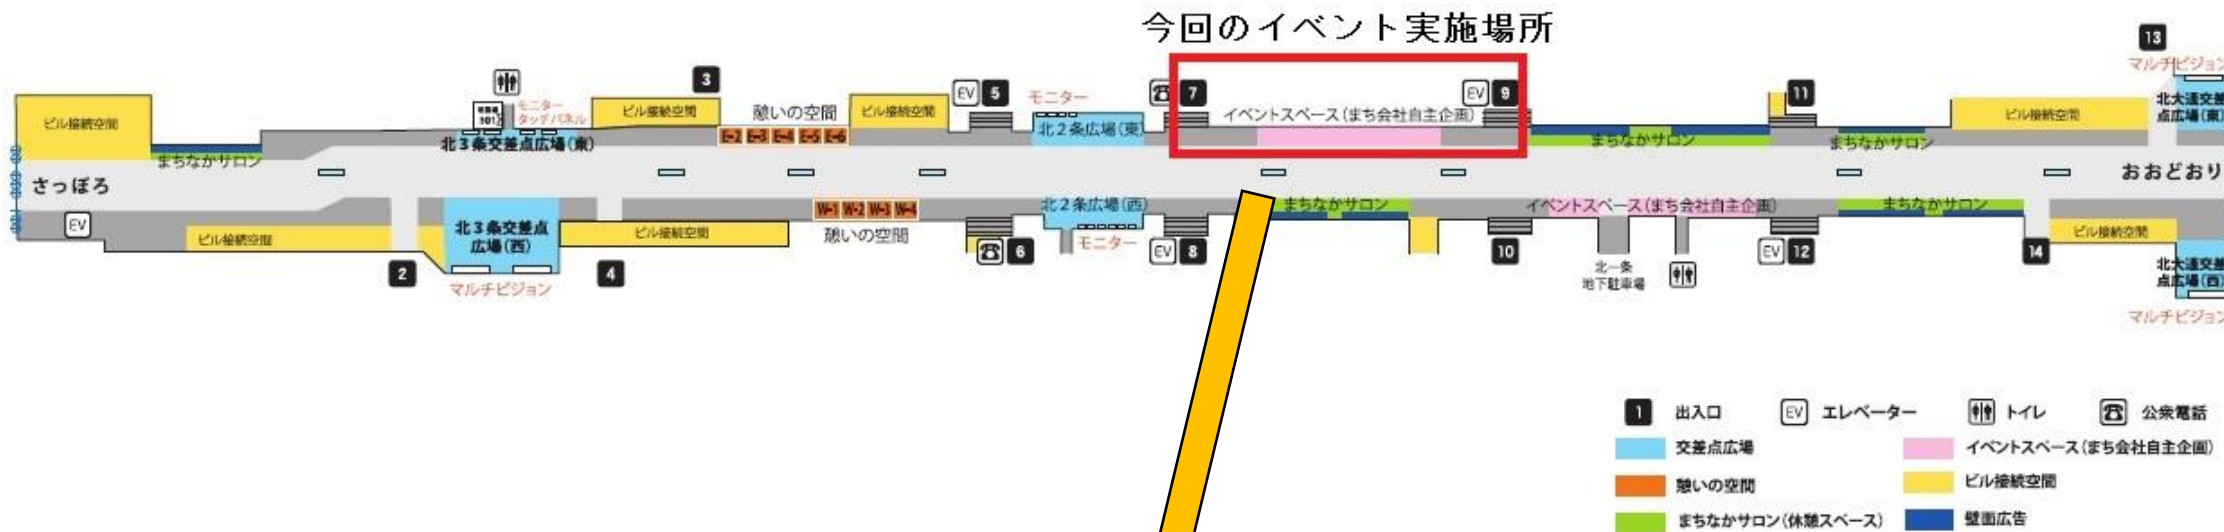 今回のイベント実施場所
13
マルチビジョン
3
EV 5
モニター
7
EV 9
11
モニター
タッチパネル
ビル接続空間
ビル接続空間
憩いの空間
ビル接続空間
イベントスペース(まち会社自主企画)
ビル接続空間
北大通交差
点広場(東)
E-2 E-3 E-4 E-5 E-6
北2条広場(東)
北3条交差点広場(東)
まちなかサロン
まちなかサロン
まちなかサロン
さっぽろ
おおどおり
W-1 W-2 W-3 W-4
北2条広場(西)
まちなかサロン
イベントスペース(まち会社自主企画)
まちなかサロン
EV
ビル接続空間
北3条交差点
広場(西)
ビル接続空間
憩いの空間
モニター
ビル接続空間
2
4
6
EV 8
10
EV 12
14
北一条
地下駐車場
北大通交差
点広場(西)
マルチビジョン
マルチビジョン
1 出入口
EV エレベーター
トイレ
公衆電話
交差点広場
イベントスペース(まち会社自主企画)
憩いの空間
ビル接続空間
まちなかサロン(休憩スペース)
壁面広告